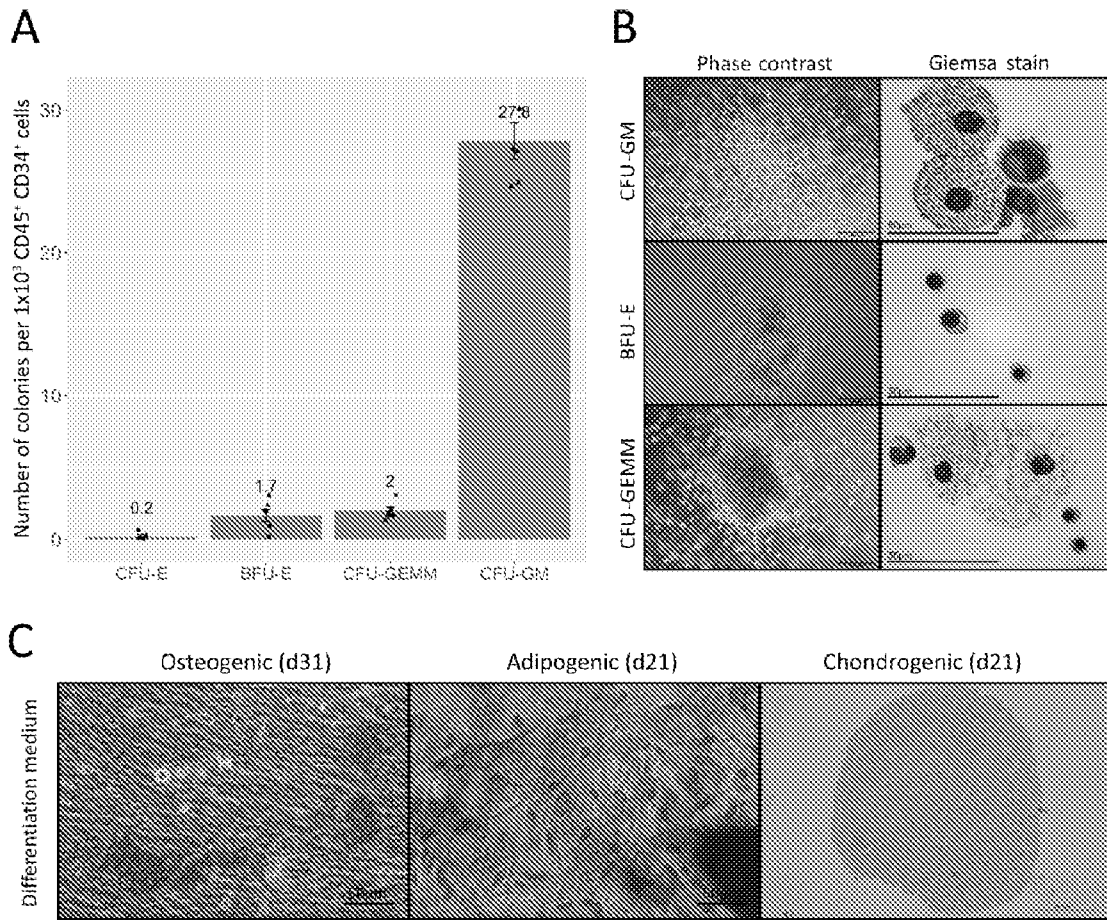 A
Number of colonies per 1x10³ CD45⁺ CD34⁺ cells
30
20
10
0
0.2
1.7
2
27.8
CFU-E
BFU-E
CFU-GEMM
CFU-GM
B
Phase contrast
Giemsa stain
CFU-GM
BFU-E
CFU-GEMM
C
Osteogenic (d31)
Adipogenic (d21)
Chondrogenic (d21)
Differentiation medium